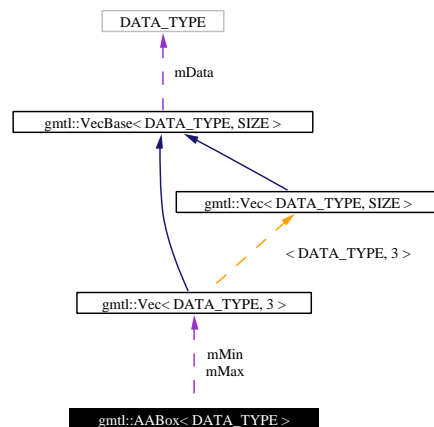 DATA_TYPE
mData
gmtl::VecBase< DATA_TYPE, SIZE >
gmtl::Vec< DATA_TYPE, SIZE >
< DATA_TYPE, 3 >
gmtl::Vec< DATA_TYPE, 3 >
mMin
mMax
gmtl::AABox< DATA_TYPE >